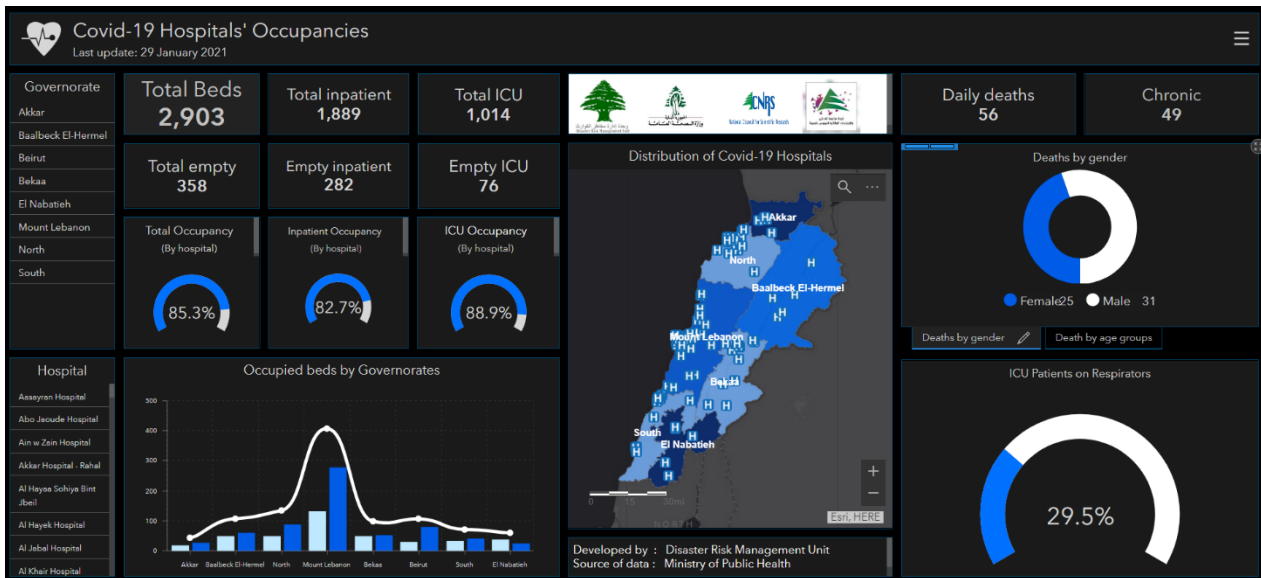 Covid-19 Hospitals' Occupancies
Last update: 29 January 2021
Governorate
Akkar
Baalbeck El-Hermel
Beirut
Bekaa
El Nabatieh
Mount Lebanon
North
South
Total Beds
2,903
Total inpatient
1,889
Total ICU
1,014
Total empty
358
Empty inpatient
282
Empty ICU
76
Total Occupancy
(By hospital)
85.3%
Inpatient Occupancy
(By hospital)
82.7%
ICU Occupancy
(By hospital)
88.9%
CNRS
Daily deaths
56
Chronic
49
Distribution of Covid-19 Hospitals
Akkar
North
Baalbeck El-Hermel
Mount Lebanon
Bekaa
South
El Nabatieh
0 15 30mi
NORTH
Esri, HERE
Deaths by gender
Female 25 Male 31
Deaths by gender
Death by age groups
Hospital
Aasayran Hospital
Abo Jaoude Hospital
Ain w Zain Hospital
Akkar Hospital - Rahal
Al Hayaa Sohiya Bint
Jbeil
Al Hayek Hospital
Al Jabal Hospital
Al Khair Hospital
Occupied beds by Governorates
500
400
300
200
100
0
Akkar Baalbeck El-Hermel North Mount Lebanon Bekaa Beirut South El Nabatieh
Developed by : Disaster Risk Management Unit
Source of data : Ministry of Public Health
ICU Patients on Respirators
29.5%